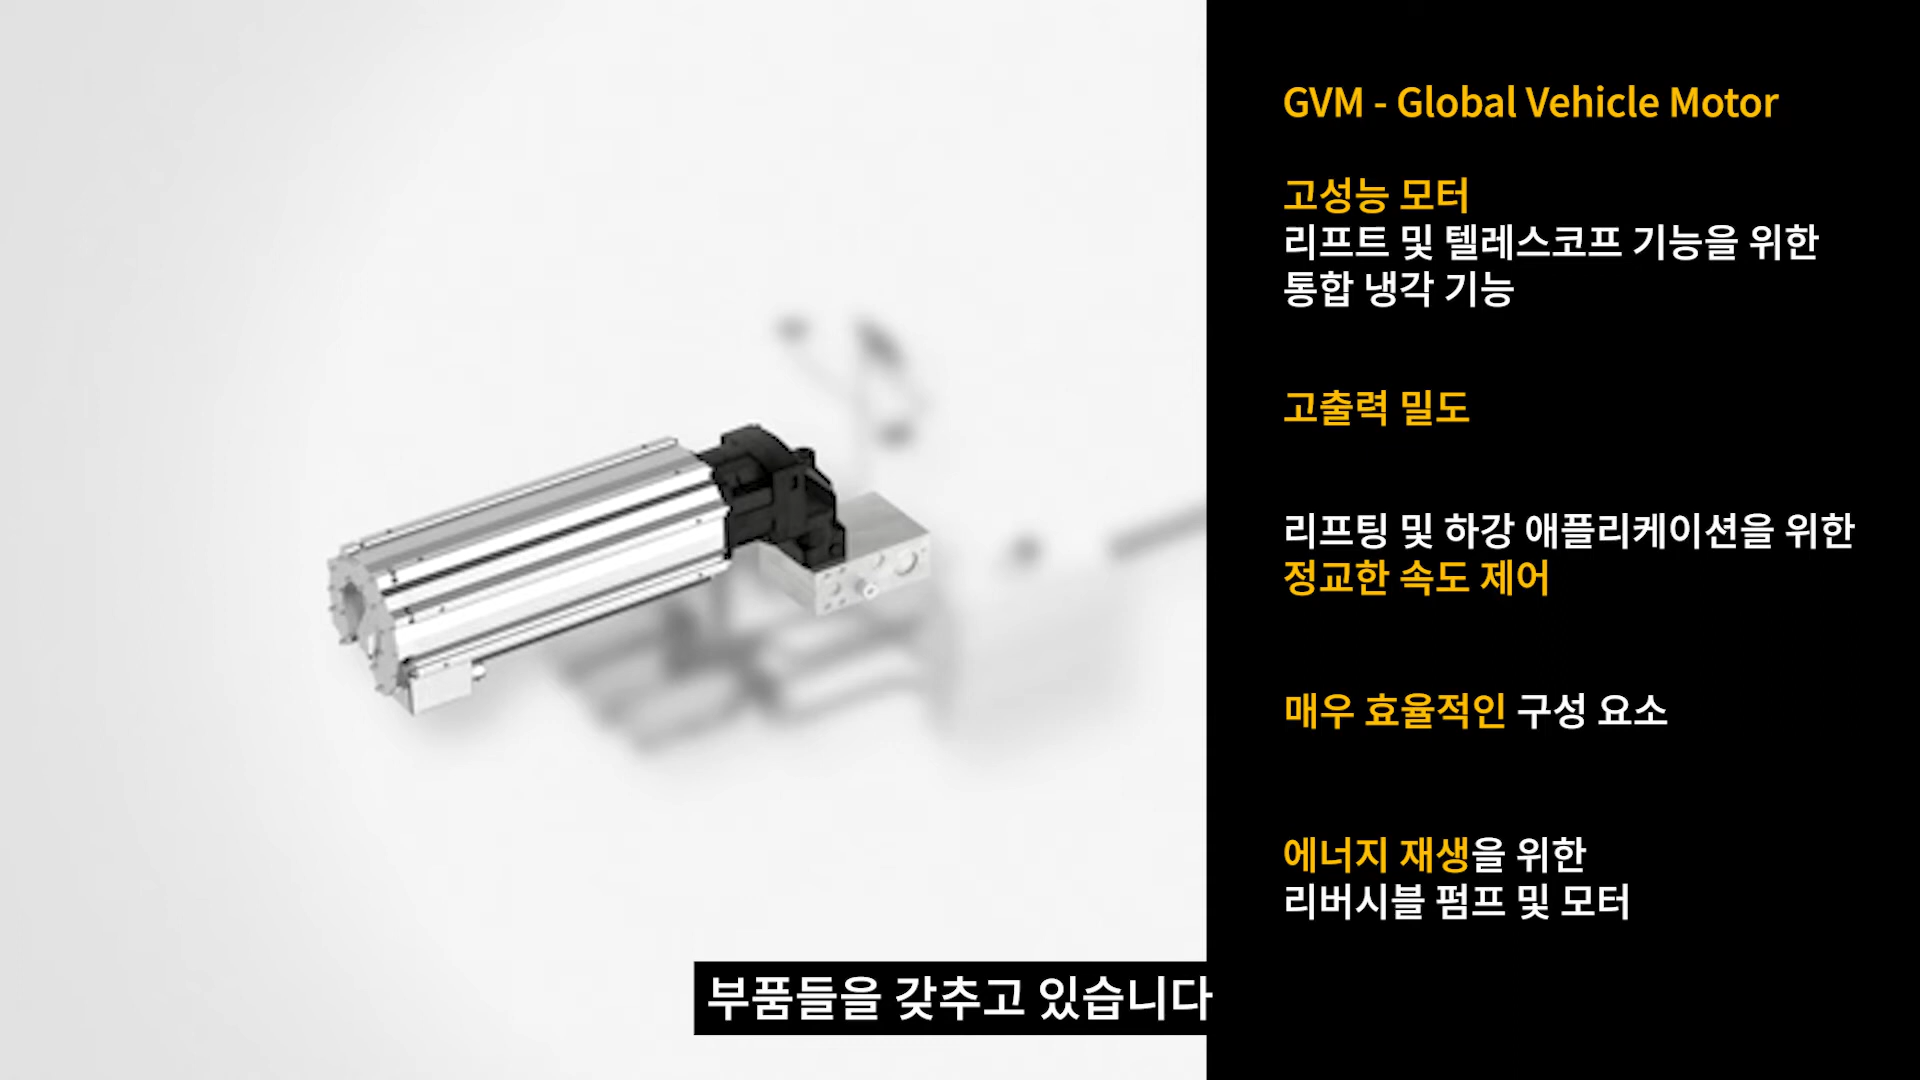 GVM - Global Vehicle Motor
고성능 모터
리프트 및 텔레스코프 기능을 위한
통합 냉각 기능
고출력 밀도
리프팅 및 하강 애플리케이션을 위한
정교한 속도 제어
매우 효율적인 구성 요소
에너지 재생을 위한
리버시블 펌프 및 모터
부품들을 갖추고 있습니다